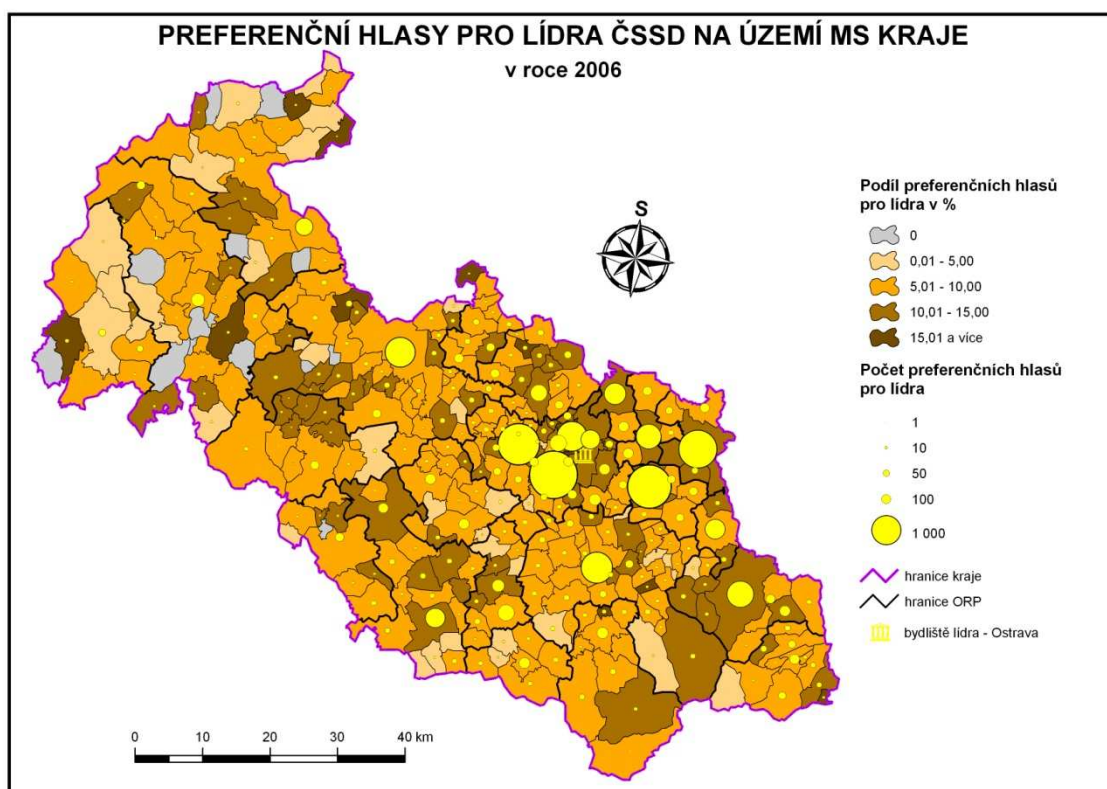 PREFERENČNÍ HLASY PRO LÍDRA ČSSD NA ÚZEMÍ MS KRAJE
v roce 2006
S
Podíl preferenčních hlasů
pro lídra v %
0
0,01 - 5,00
5,01 - 10,00
10,01 - 15,00
15,01 a více
Počet preferenčních hlasů
pro lídra
1
10
50
100
1 000
hranice kraje
hranice ORP
bydliště lídra - Ostrava
0 10 20 30 40 km